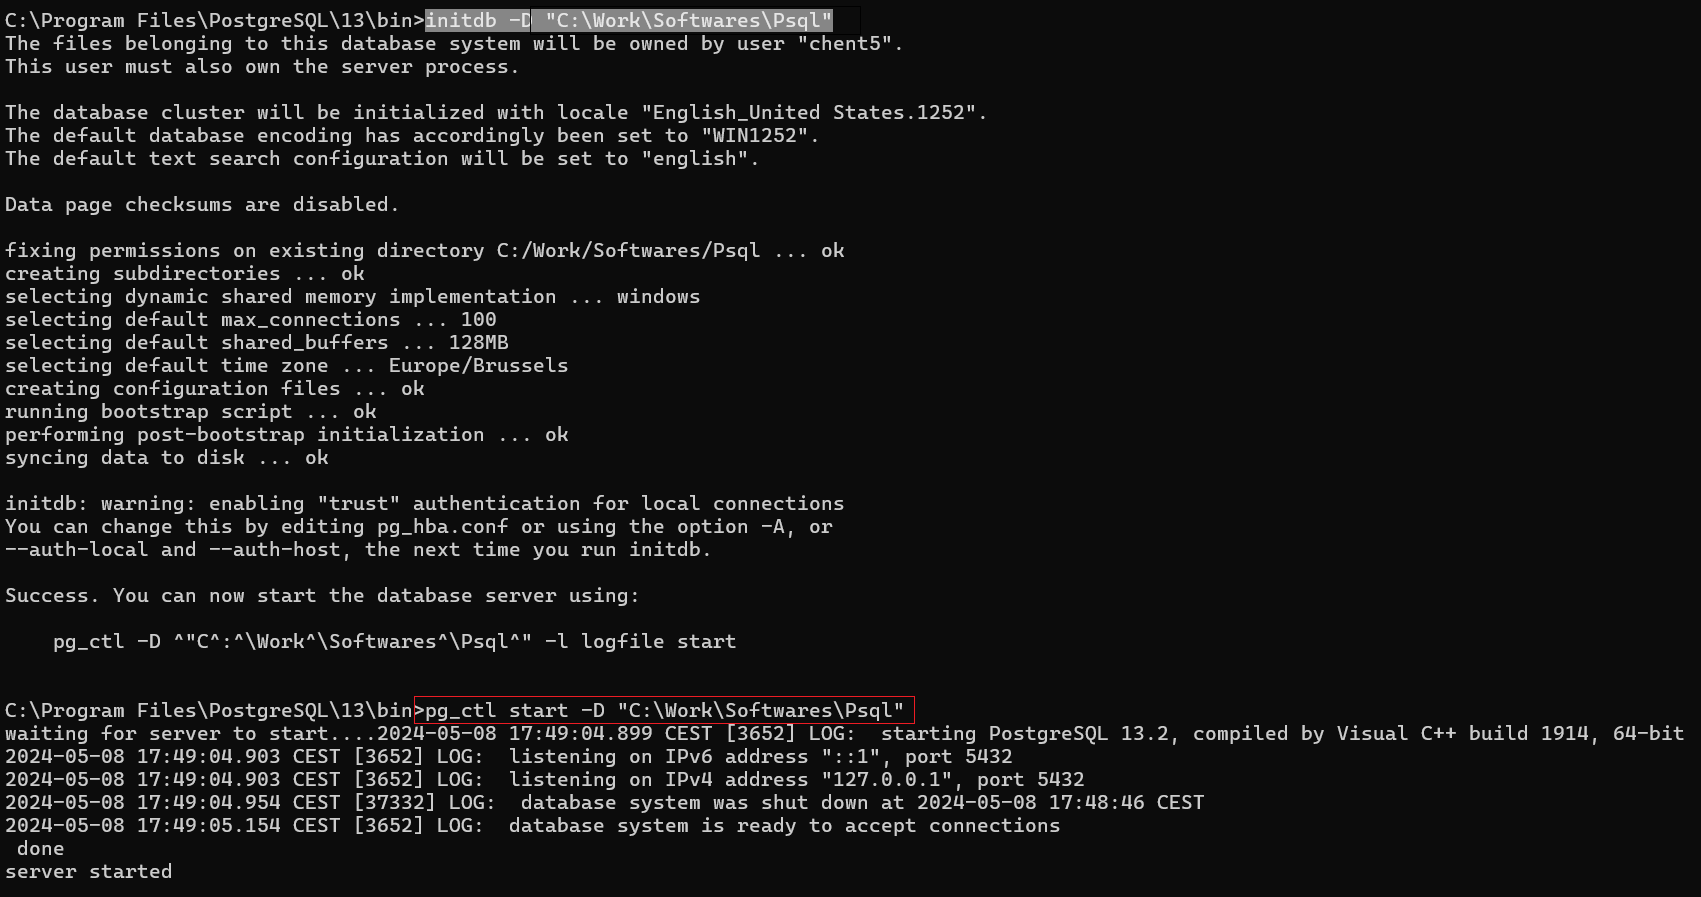 C:\Program Files\PostgreSQL\13\bin>initdb -D "C:\Work\Softwares\Psql"
The files belonging to this database system will be owned by user "chent5".
This user must also own the server process.
The database cluster will be initialized with locale "English_United States.1252".
The default database encoding has accordingly been set to "WIN1252".
The default text search configuration will be set to "english".
Data page checksums are disabled.
fixing permissions on existing directory C:/Work/Softwares/Psql ... ok
creating subdirectories ... ok
selecting dynamic shared memory implementation ... windows
selecting default max_connections ... 100
selecting default shared_buffers ... 128MB
selecting default time zone ... Europe/Brussels
creating configuration files ... ok
running bootstrap script ... ok
performing post-bootstrap initialization ... ok
syncing data to disk ... ok
initdb: warning: enabling "trust" authentication for local connections
You can change this by editing pg_hba.conf or using the option -A, or
--auth-local and --auth-host, the next time you run initdb.
Success. You can now start the database server using:
    pg_ctl -D ^"C^:^\Work^\Softwares^\Psql^" -l logfile start
C:\Program Files\PostgreSQL\13\bin>pg_ctl start -D "C:\Work\Softwares\Psql"
waiting for server to start....2024-05-08 17:49:04.899 CEST [3652] LOG:  starting PostgreSQL 13.2, compiled by Visual C++ build 1914, 64-bit
2024-05-08 17:49:04.903 CEST [3652] LOG:  listening on IPv6 address "::1", port 5432
2024-05-08 17:49:04.903 CEST [3652] LOG:  listening on IPv4 address "127.0.0.1", port 5432
2024-05-08 17:49:04.954 CEST [37332] LOG:  database system was shut down at 2024-05-08 17:48:46 CEST
2024-05-08 17:49:05.154 CEST [3652] LOG:  database system is ready to accept connections
 done
server started